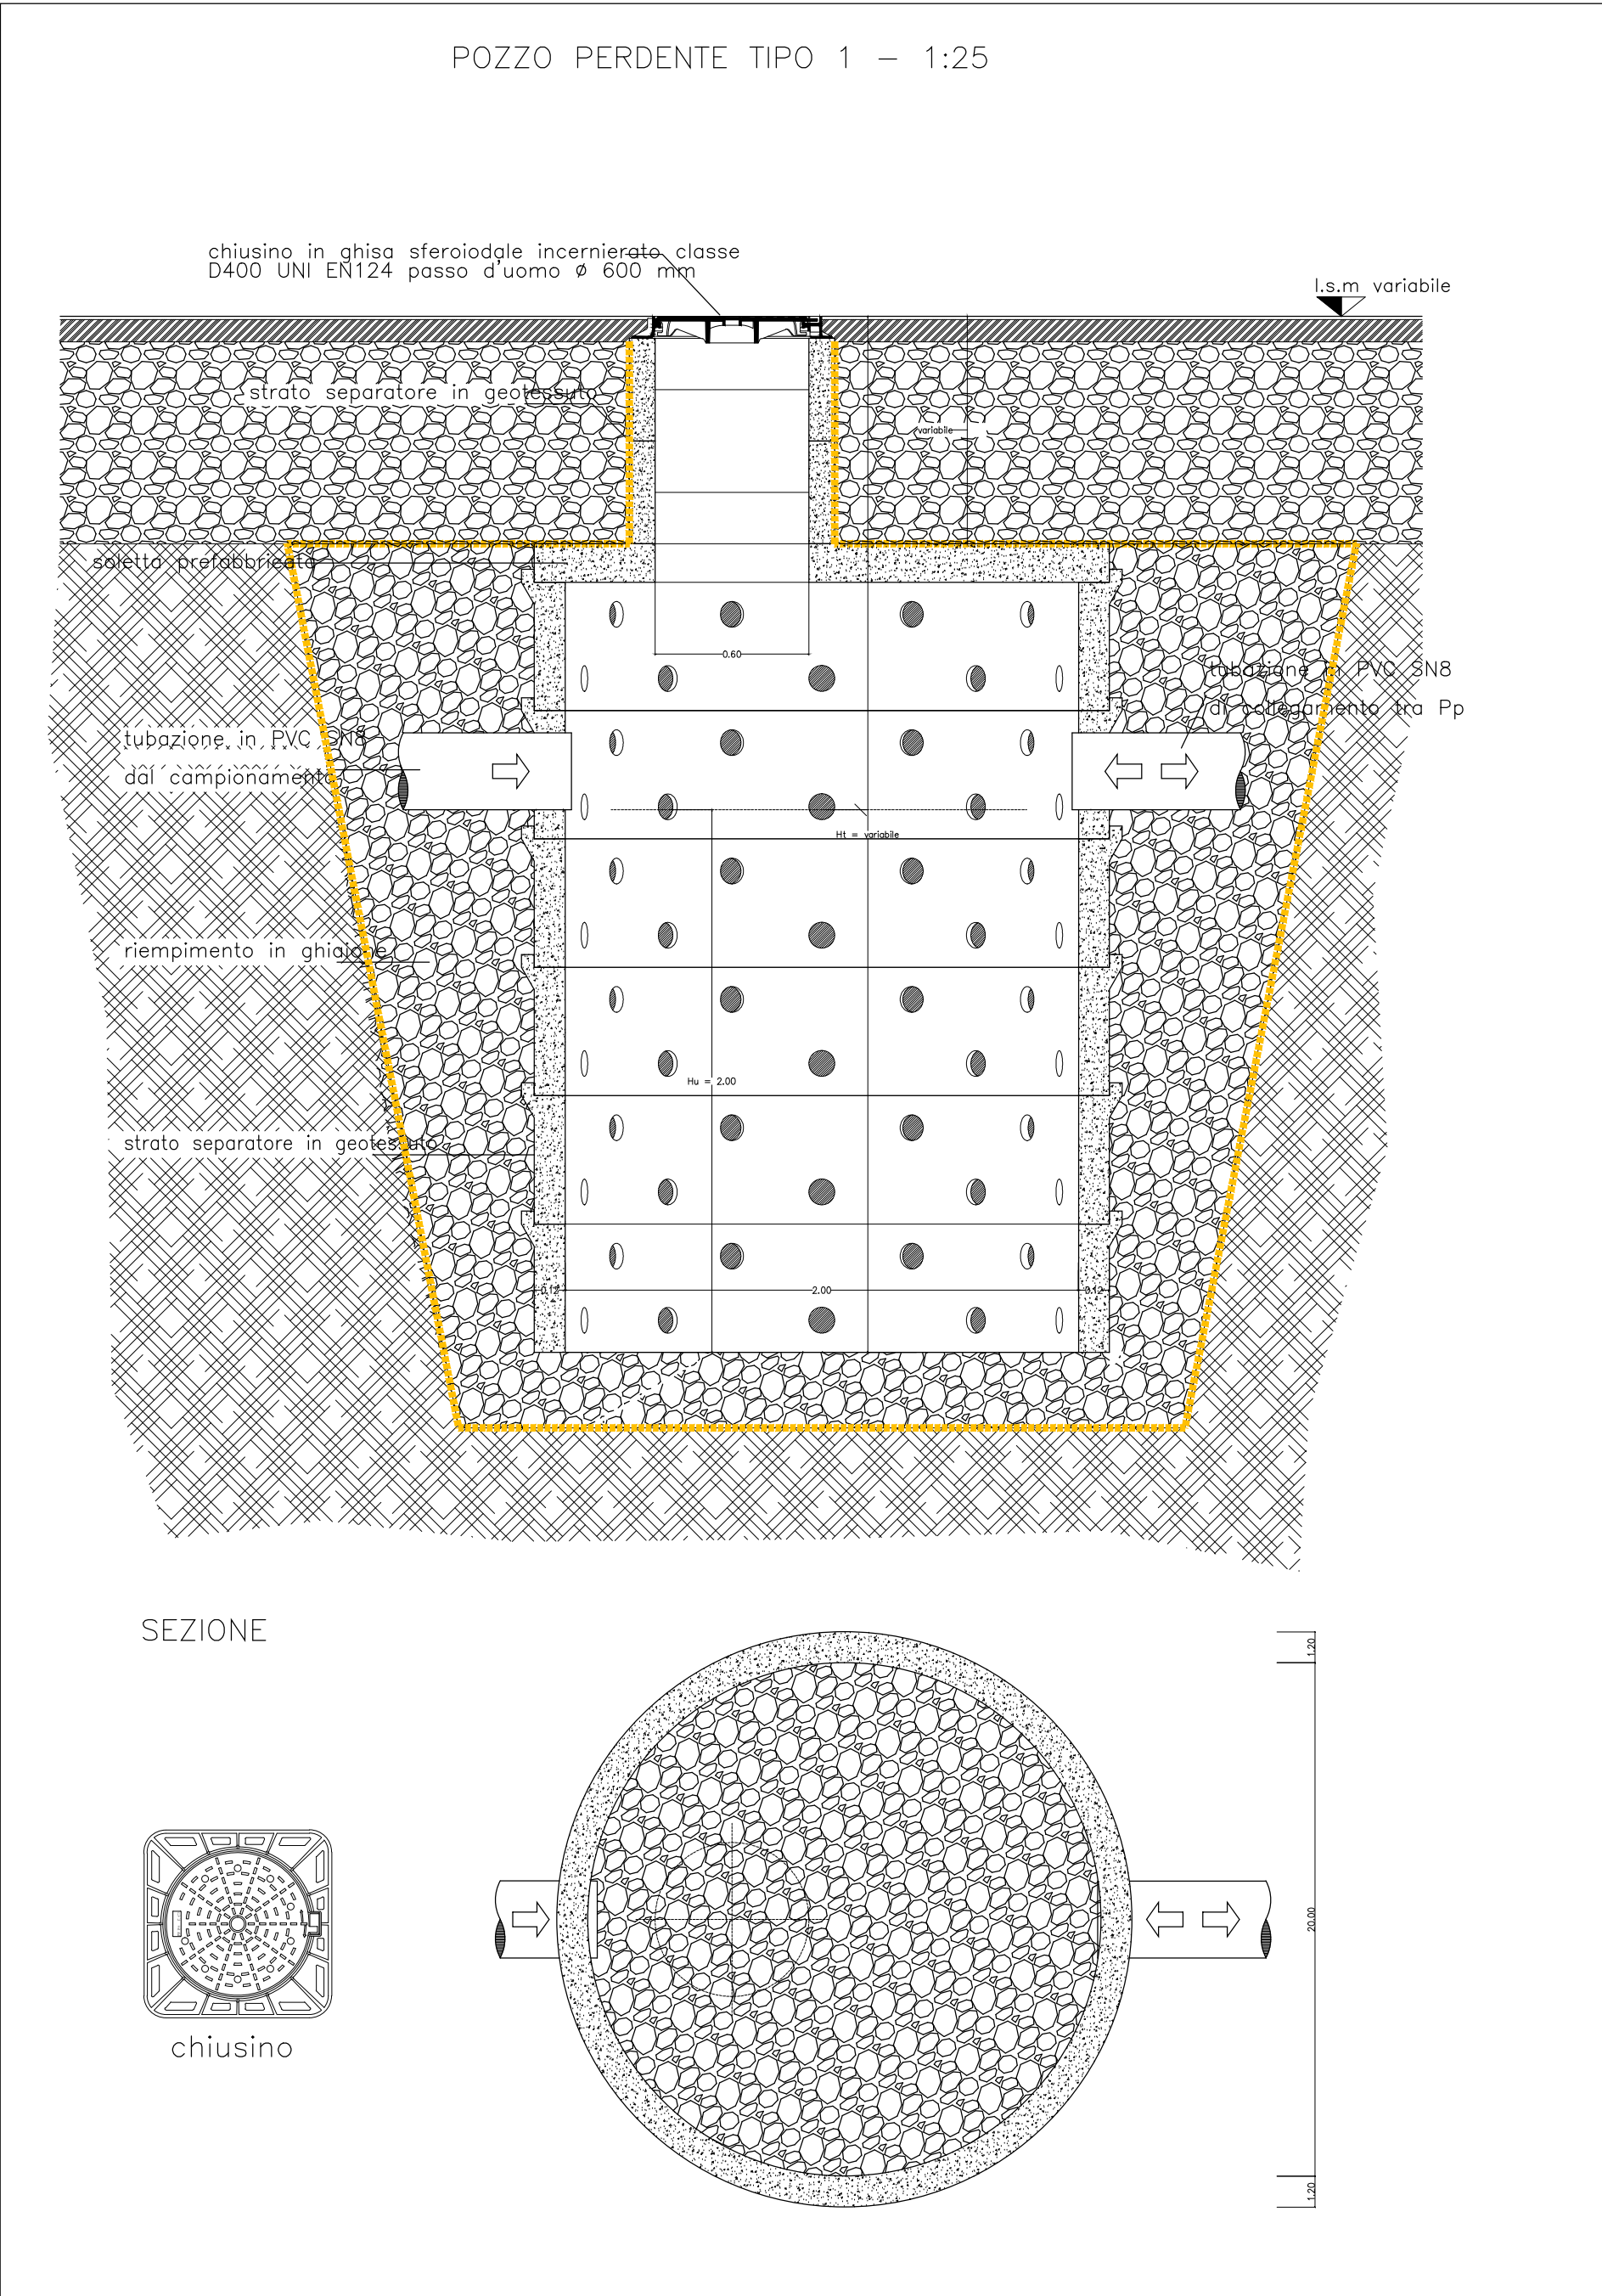 POZZO PERDENTE TIPO 1 – 1:25
chiusino in ghisa sferoiodale incernierato classe
D400 UNI EN124 passo d'uomo ø 600 mm
l.s.m variabile
strato separatore in geotessuto
variabile
soletta prefabbricata
0.60
tubazione in PVC SN8
di collegamento tra Pp
tubazione in PVC SN8
dal campionamento
Ht = variabile
riempimento in ghiaione
Hu = 2.00
strato separatore in geotessuto
0.12
2.00
0.12
SEZIONE
1.20
20.00
1.20
chiusino